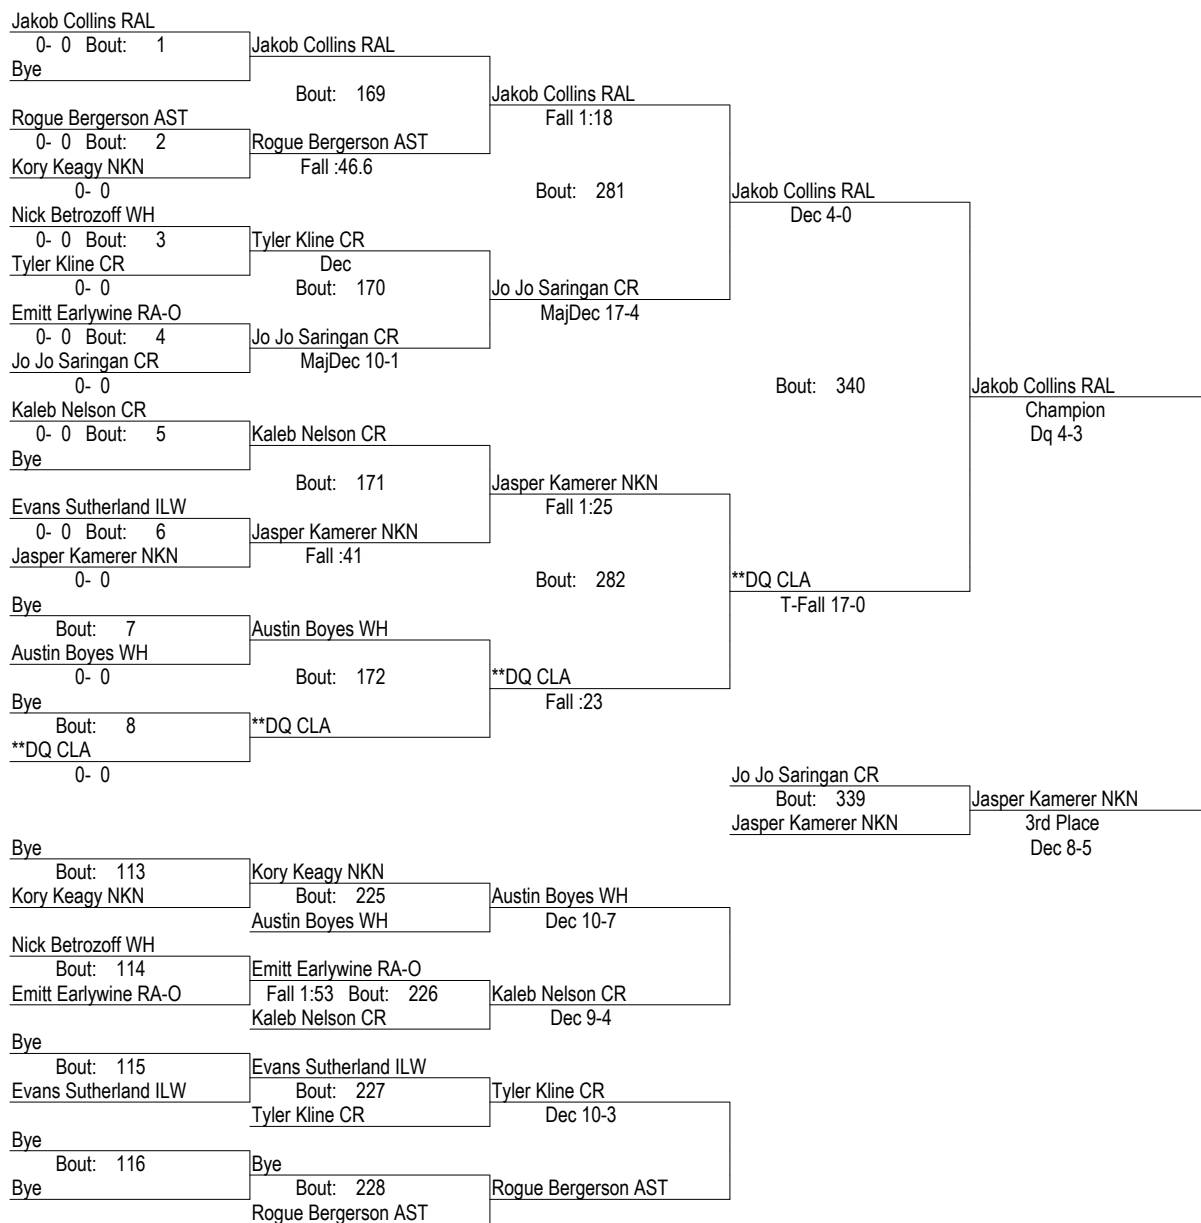 Jakob Collins RAL
0- 0 Bout: 1
Jakob Collins RAL
Bye
Bout: 169
Jakob Collins RAL
Rogue Bergerson AST
Fall 1:18
0- 0 Bout: 2
Rogue Bergerson AST
Kory Keagy NKN
Fall :46.6
0- 0
Bout: 281
Jakob Collins RAL
Nick Betrozoff WH
Dec 4-0
0- 0 Bout: 3
Tyler Kline CR
Tyler Kline CR
Dec
0- 0
Bout: 170
Jo Jo Saringan CR
Emitt Earlywine RA-O
MajDec 17-4
0- 0 Bout: 4
Jo Jo Saringan CR
Jo Jo Saringan CR
MajDec 10-1
0- 0
Bout: 340
Jakob Collins RAL
Kaleb Nelson CR
Champion
0- 0 Bout: 5
Kaleb Nelson CR
Dq 4-3
Bye
Bout: 171
Jasper Kamerer NKN
Evans Sutherland ILW
Fall 1:25
0- 0 Bout: 6
Jasper Kamerer NKN
Jasper Kamerer NKN
Fall :41
0- 0
Bout: 282
**DQ CLA
Bye
T-Fall 17-0
Bout: 7
Austin Boyes WH
Austin Boyes WH
0- 0
Bout: 172
**DQ CLA
Bye
Fall :23
Bout: 8
**DQ CLA
**DQ CLA
0- 0
Jo Jo Saringan CR
Bout: 339
Jasper Kamerer NKN
Jasper Kamerer NKN
3rd Place
Dec 8-5
Bye
Bout: 113
Kory Keagy NKN
Kory Keagy NKN
Bout: 225
Austin Boyes WH
Austin Boyes WH
Dec 10-7
Nick Betrozoff WH
Bout: 114
Emitt Earlywine RA-O
Emitt Earlywine RA-O
Fall 1:53 Bout: 226
Kaleb Nelson CR
Kaleb Nelson CR
Dec 9-4
Bye
Bout: 115
Evans Sutherland ILW
Evans Sutherland ILW
Bout: 227
Tyler Kline CR
Tyler Kline CR
Dec 10-3
Bye
Bout: 116
Bye
Bye
Bout: 228
Rogue Bergerson AST
Rogue Bergerson AST